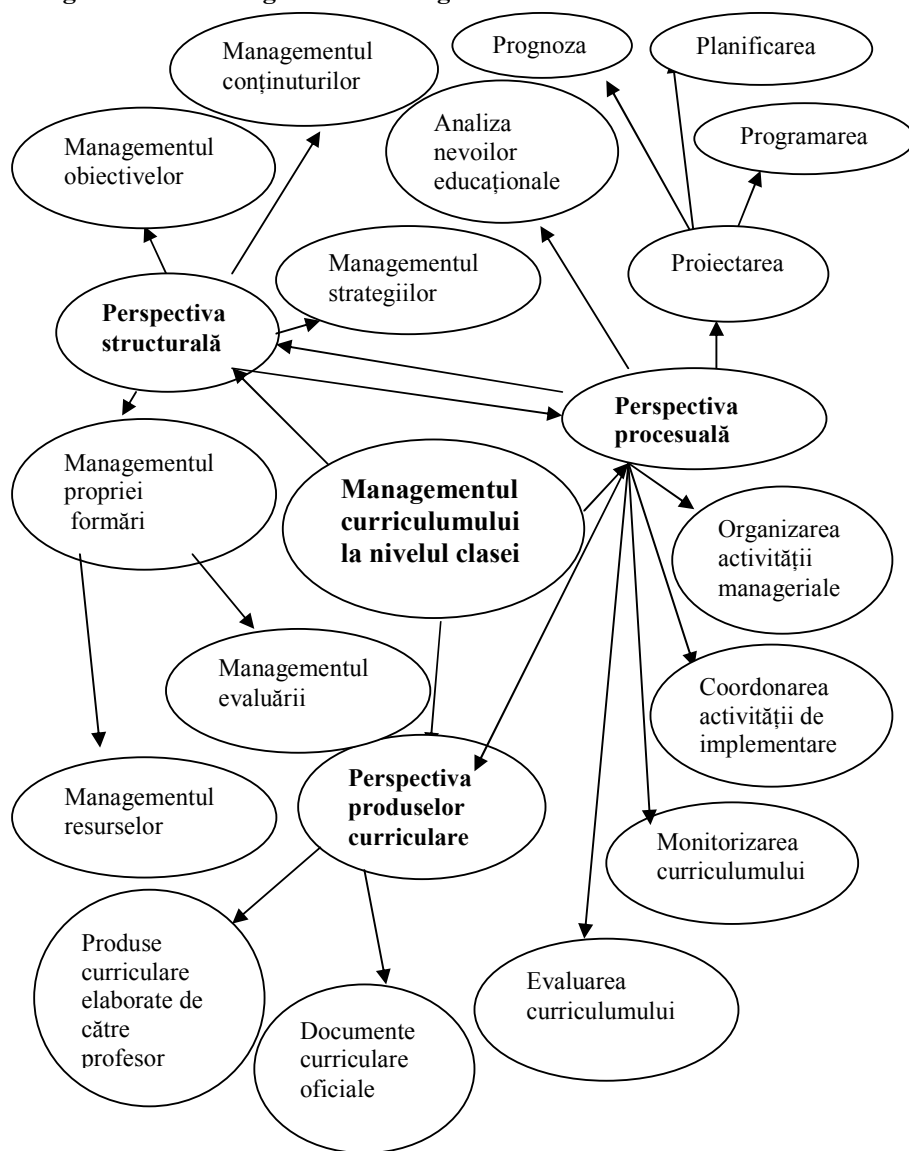 Prognoza
Planificarea
Managementul
conținuturilor
Analiza
nevoilor
educaționale
Programarea
Managementul
obiectivelor
Managementul
strategiilor
Proiectarea
Perspectiva
structurală
Perspectiva
procesuală
Managementul
propriei
formări
Managementul
curriculumului
la nivelul clasei
Organizarea
activității
manageriale
Managementul
evaluării
Coordonarea
activității de
implementare
Perspectiva
produselor
curriculare
Managementul
resurselor
Monitorizarea
curriculumului
Produse
curriculare
elaborate de
către
profesor
Documente
curriculare
oficiale
Evaluarea
curriculumului